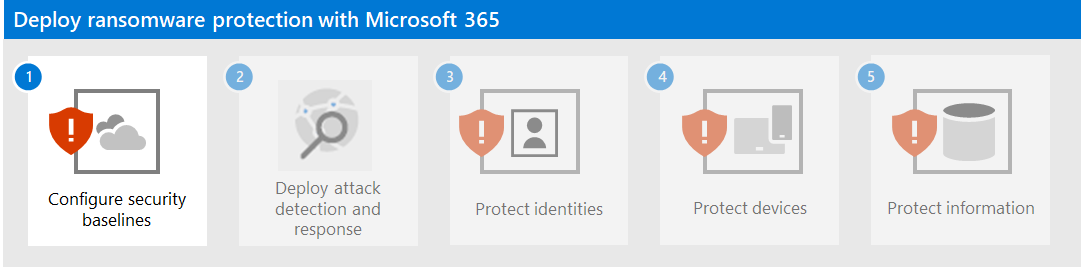 Deploy ransomware protection with Microsoft 365
1
Configure security
baselines
2
Deploy attack
detection and
response
3
Protect identities
4
Protect devices
5
Protect information